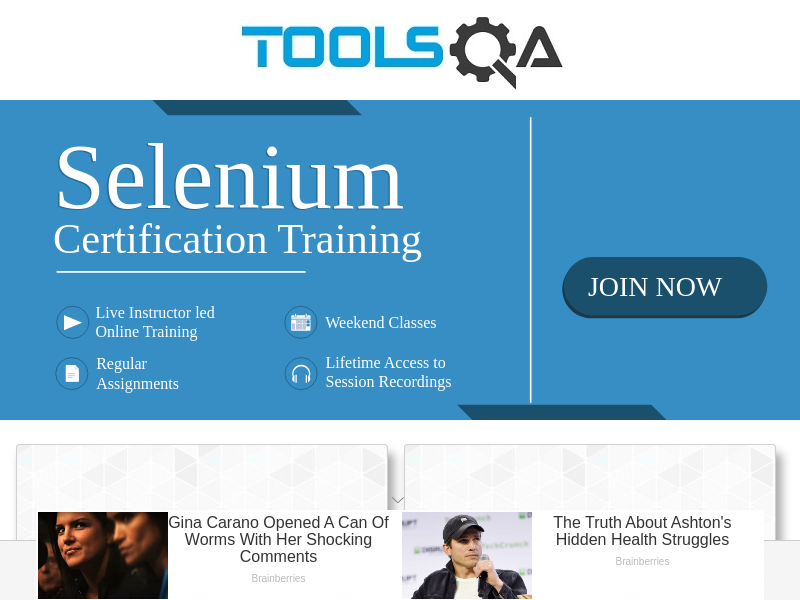 TOOLSQA
Selenium
Certification Training
JOIN NOW
Live Instructor led
Online Training
Weekend Classes
Regular
Assignments
Lifetime Access to
Session Recordings
Gina Carano Opened A Can Of
Worms With Her Shocking
Comments
Brainberries
The Truth About Ashton's
Hidden Health Struggles
Brainberries